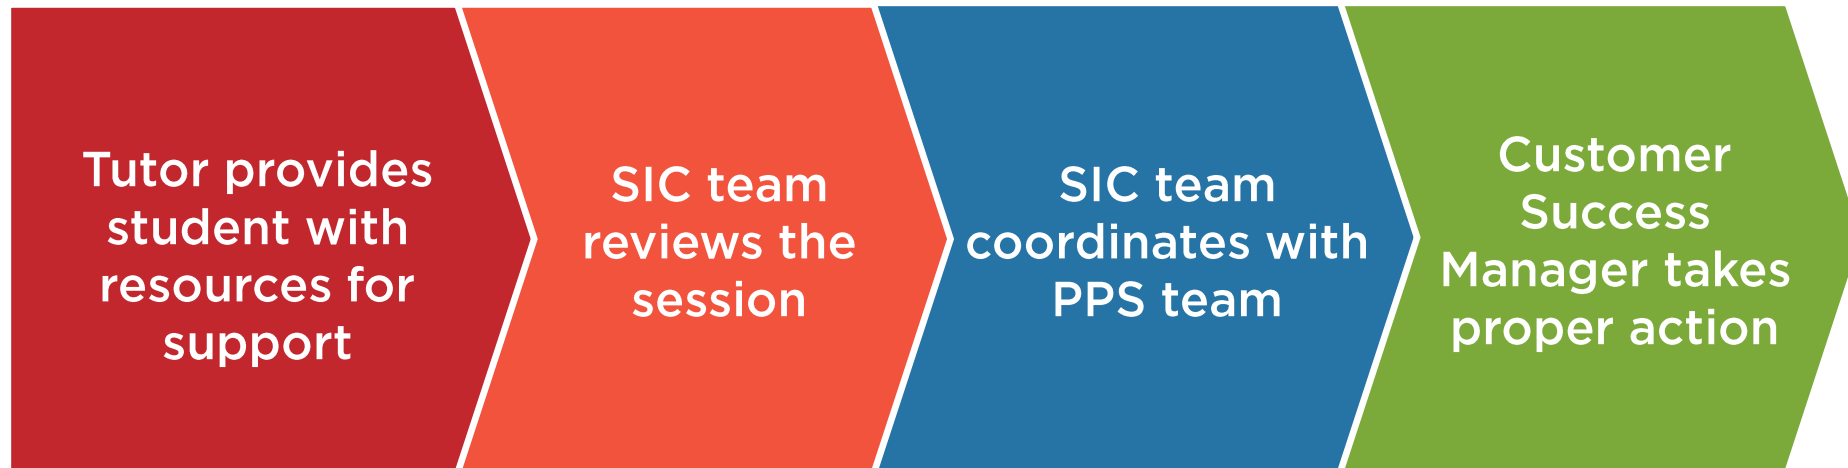 Tutor provides
student with
resources for
support
SIC team
reviews the
session
SIC team
coordinates with
PPS team
Customer
Success
Manager takes
proper action